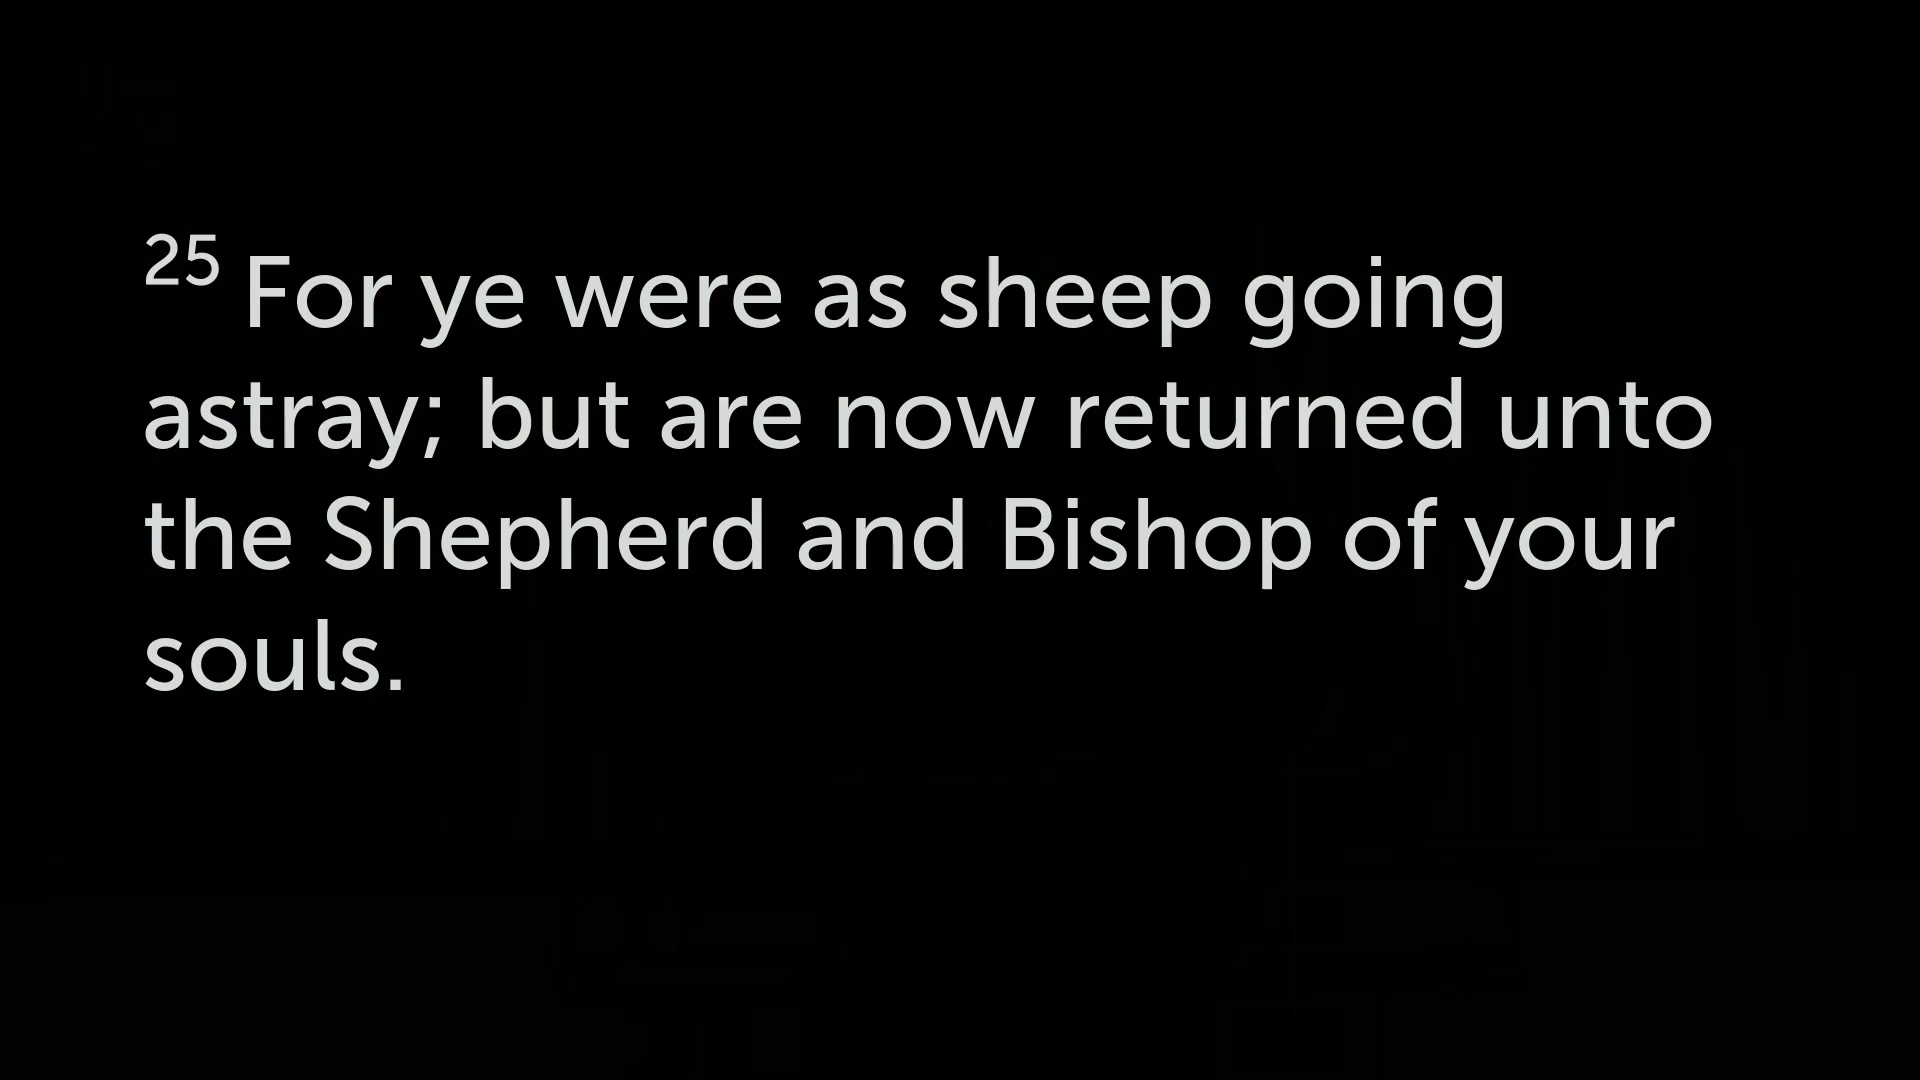 25 For ye were as sheep going
astray; but are now returned unto
the Shepherd and Bishop of your
souls.